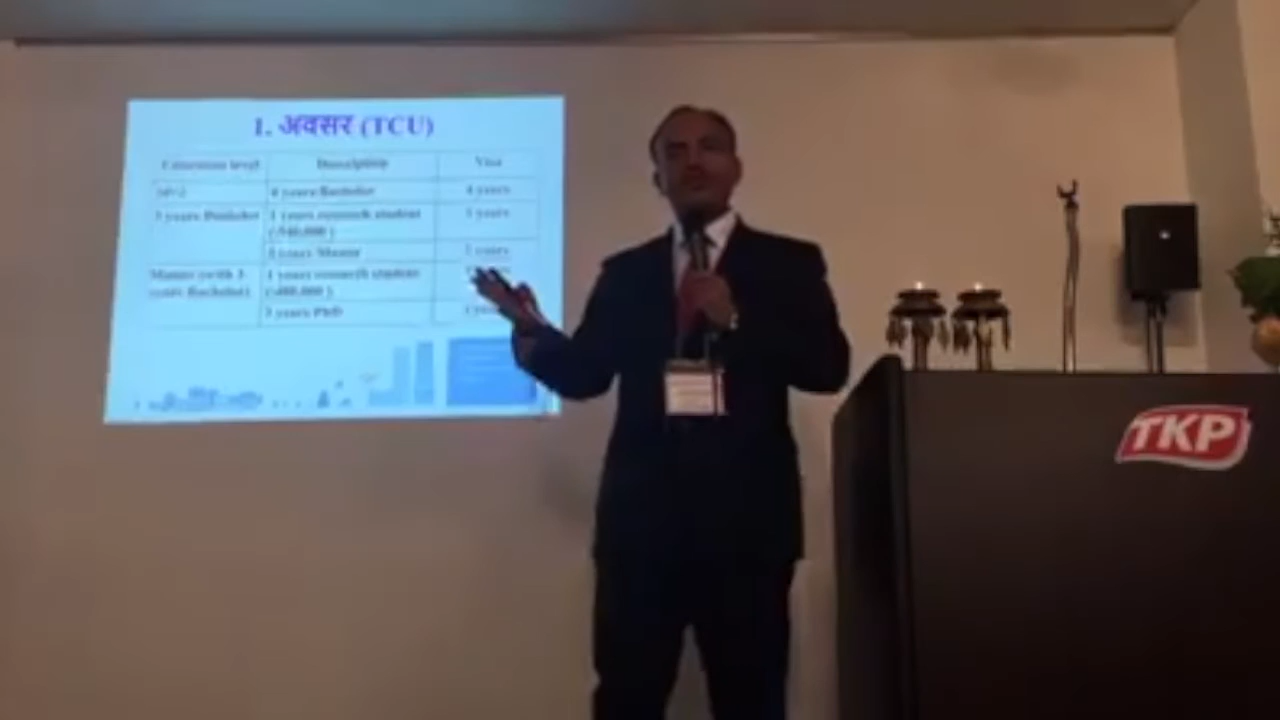 1. अवसर (TCU)
Education level Description Visa
10+2 4 years Bachelor 4 years
3 years Bachelor 1 years research student 1 years
2 years Master 2 years
Master (with 3 1 years research student
years Bachelor)
3 years PhD
TKP